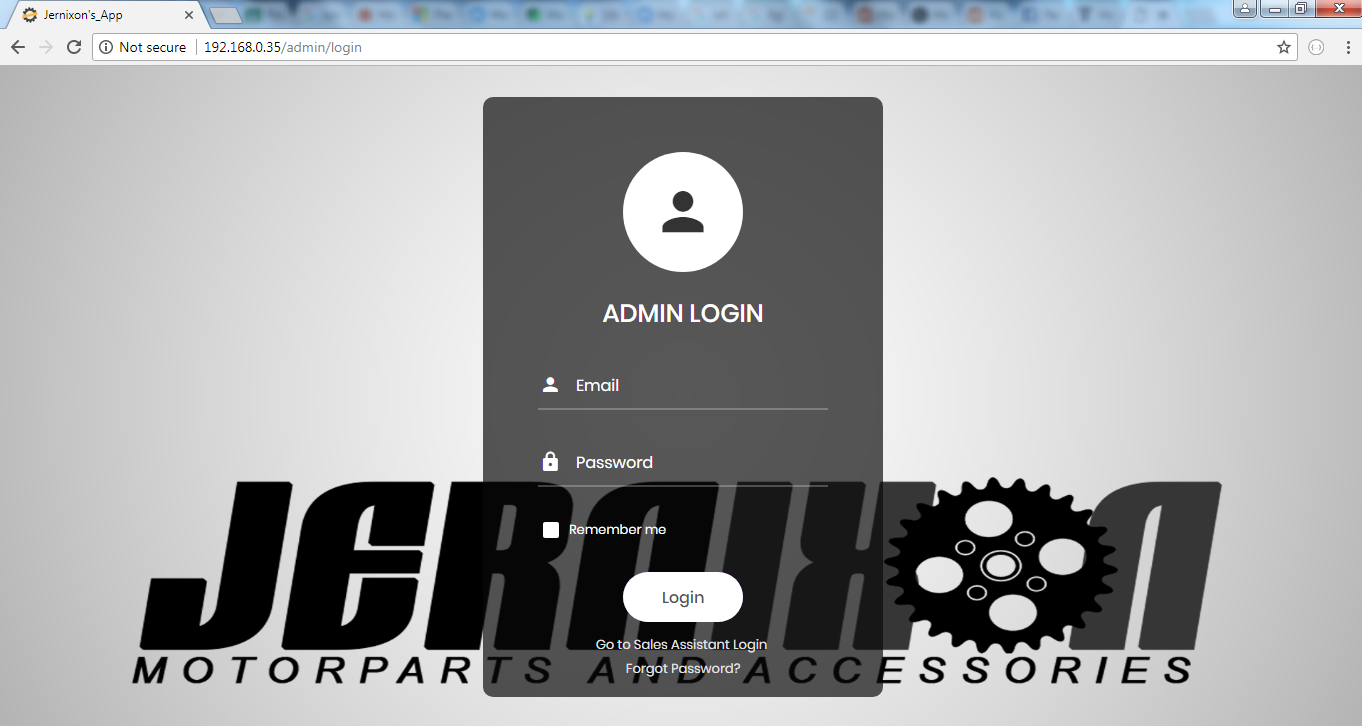 Jernixon's_App
Not secure
192.168.0.35/admin/login
ADMIN LOGIN
Email
Password
Remember me
Login
Go to Sales Assistant Login
Forgot Password?
JERNIXON
MOTORPARTS AND ACCESSORIES